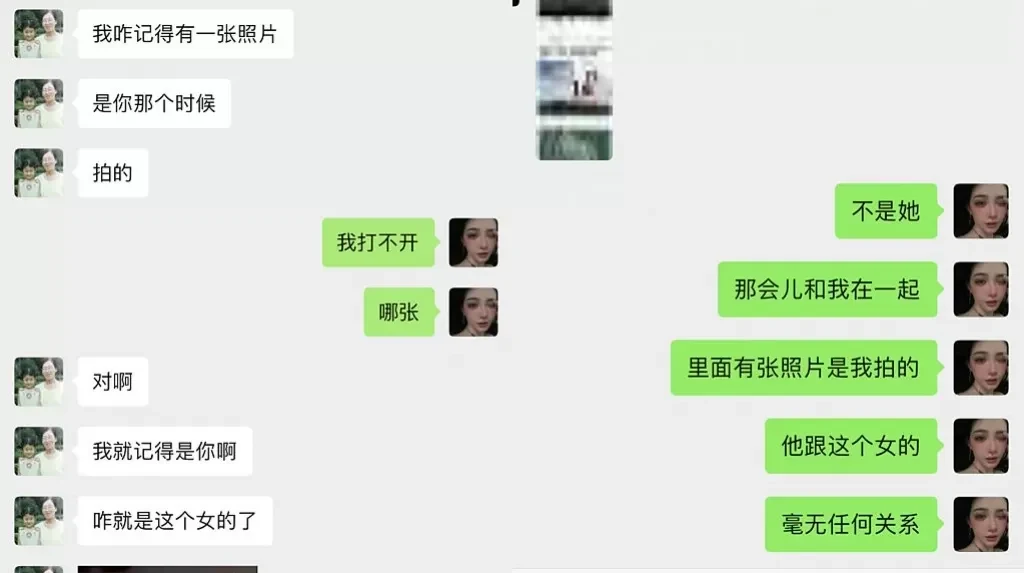 我咋记得有一张照片
是你那个时候
拍的
我打不开
哪张
对啊
我就记得是你啊
咋就是这个女的了
不是她
那会儿和我在一起
里面有张照片是我拍的
他跟这个女的
毫无任何关系